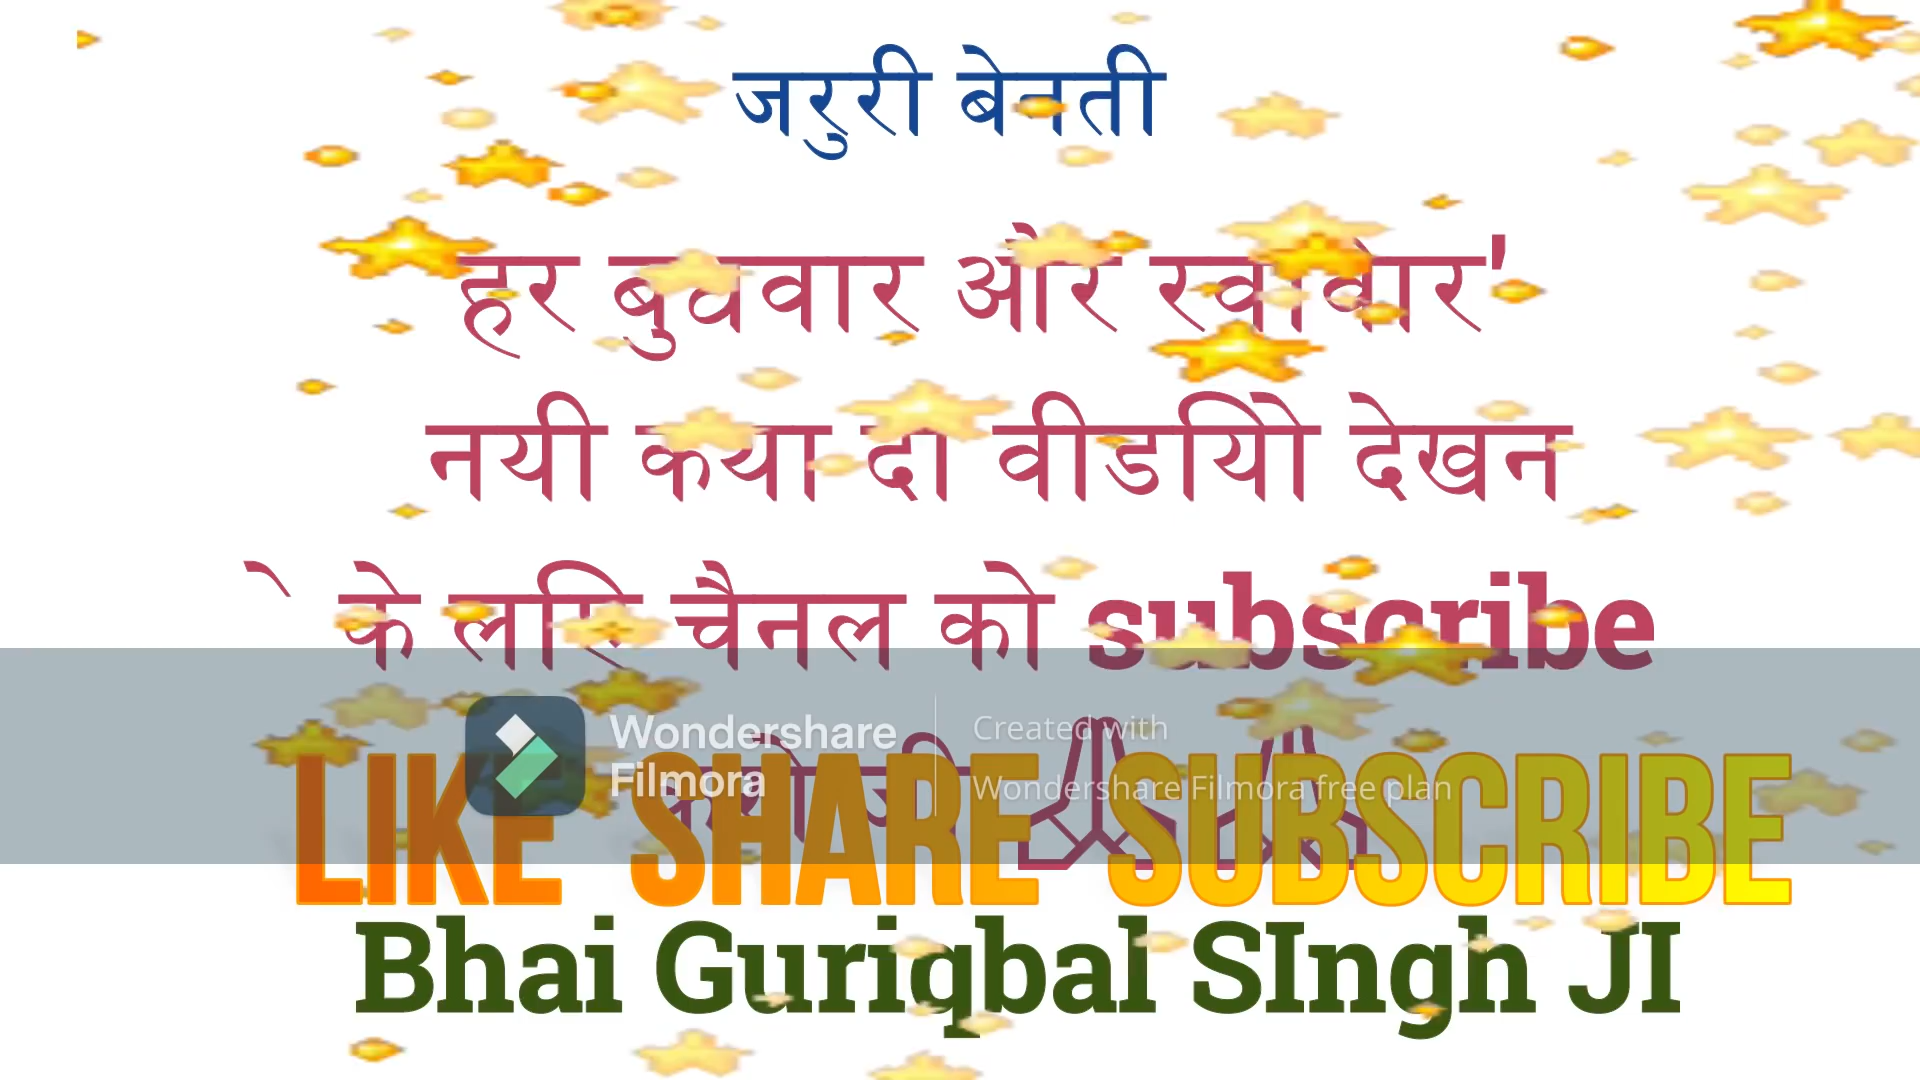 जरुरी बेनती
हर बुधवार और रवीवार'
नयी कथा दी वीडियो देखन
े के लिए चैनल को subscribe
करो जी
Wondershare Filmora
Created with
Wondershare Filmora free plan
LIKE SHARE SUBSCRIBE
Bhai Guriqbal SIngh JI